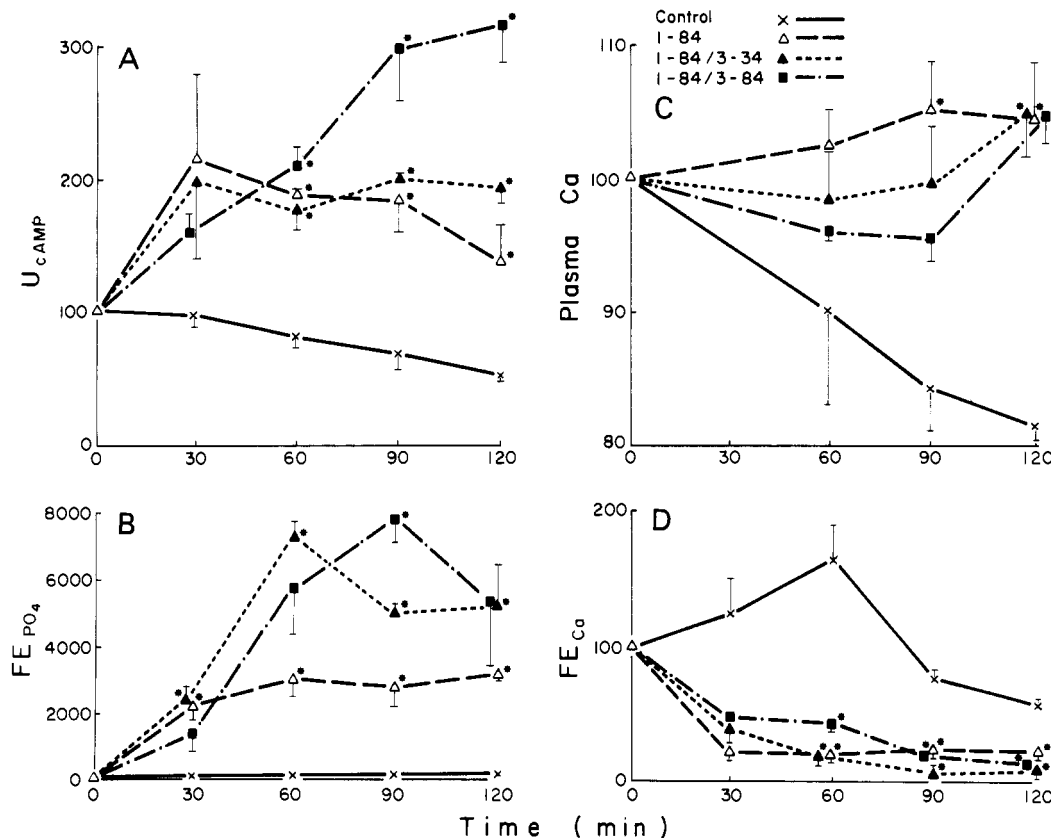 A
300
200
100
0
U cAMP
0 30 60 90 120
Control
1-84
1-84/3-34
1-84/3-84
C
110
100
90
80
Plasma Ca
0 30 60 90 120
B
8000
6000
4000
2000
0
FE PO4
0 30 60 90 120
D
200
100
0
FE Ca
0 30 60 90 120
Time (min)